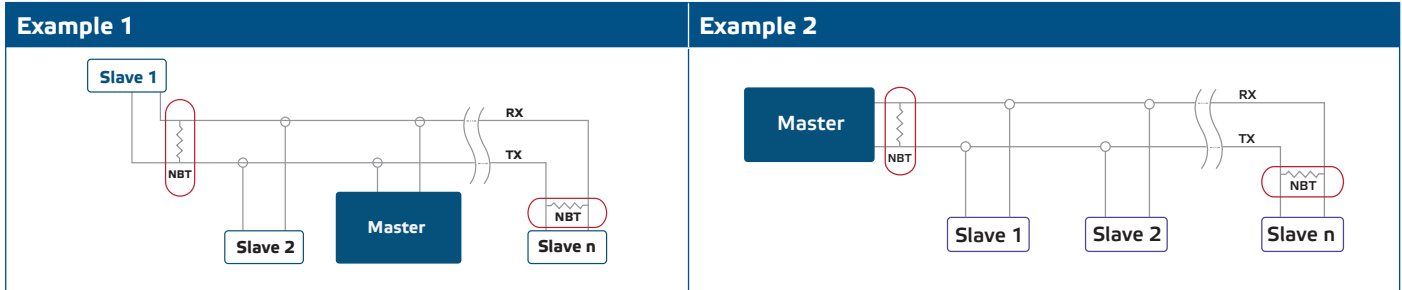 Example 1
Slave 1
RX
TX
NBT
NBT
Slave 2
Master
Slave n
Example 2
Master
RX
TX
NBT
NBT
Slave 1
Slave 2
Slave n